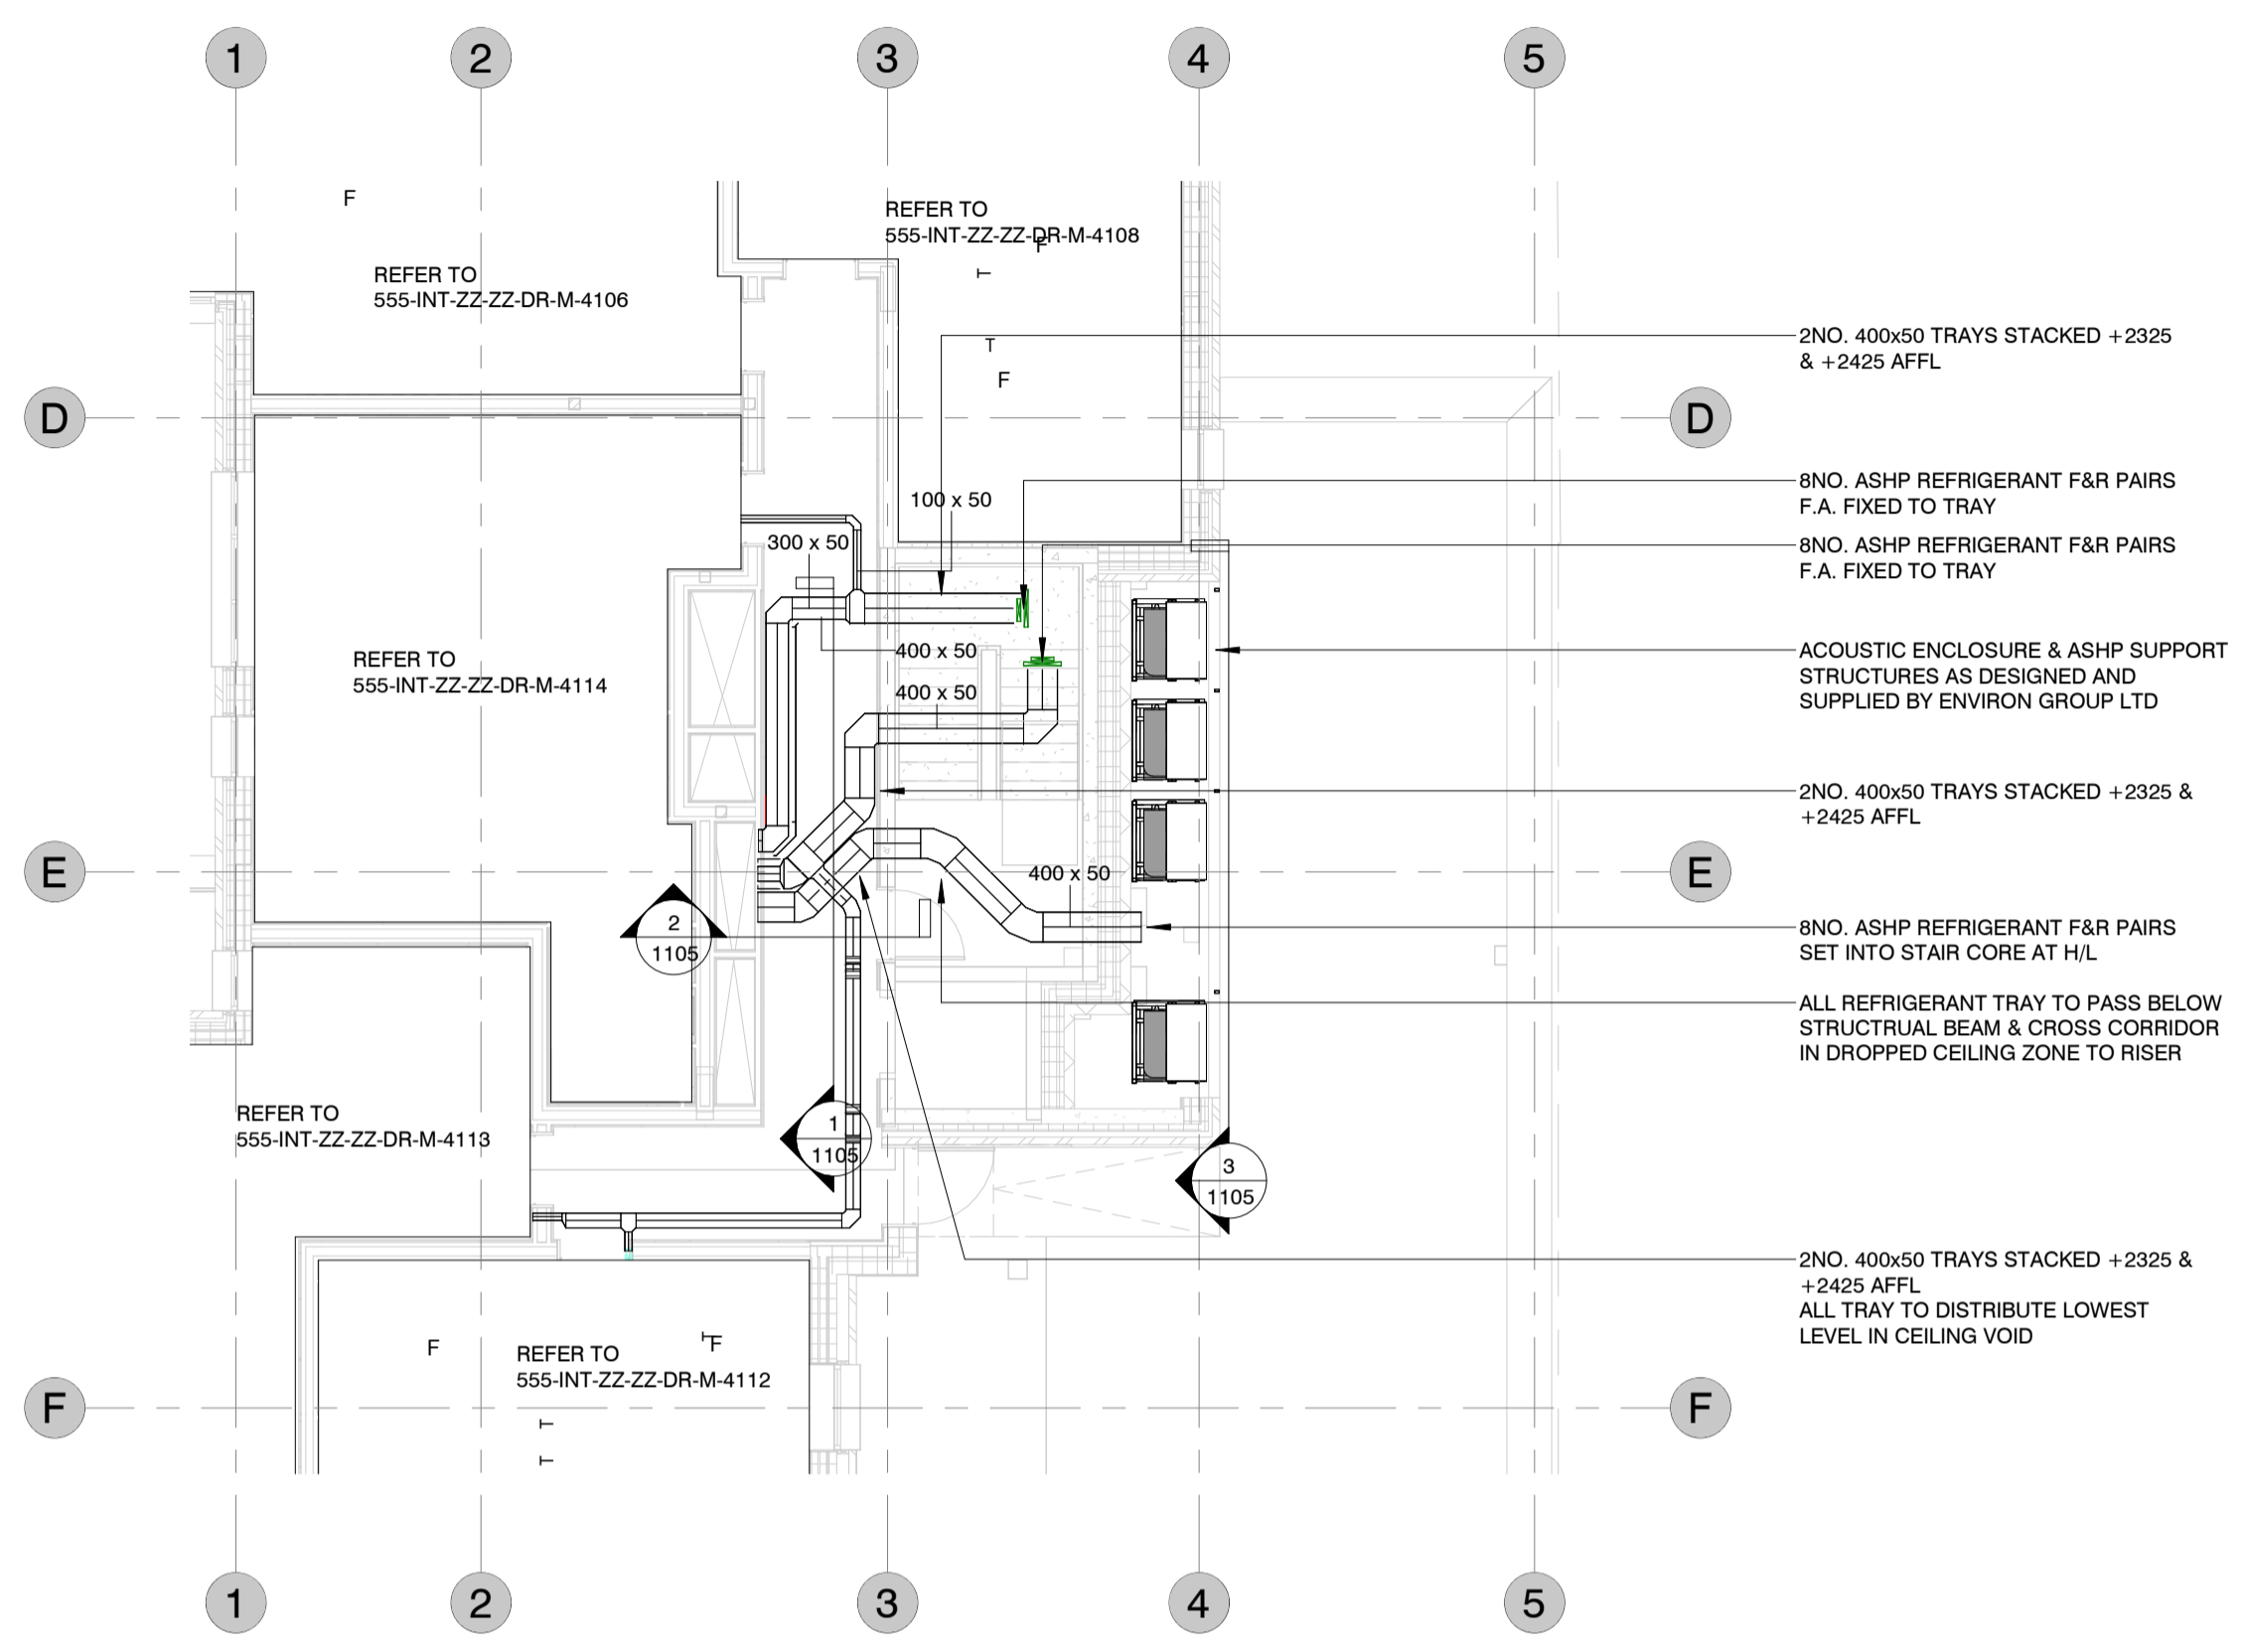 1 2 3 4 5
F
REFER TO
555-INT-ZZ-ZZ-DR-M-4106
REFER TO
555-INT-ZZ-ZZ-DR-M-4108
F
T
T
F
2NO. 400x50 TRAYS STACKED +2325
& +2425 AFFL
D D
8NO. ASHP REFRIGERANT F&R PAIRS
F.A. FIXED TO TRAY
100 x 50
300 x 50
8NO. ASHP REFRIGERANT F&R PAIRS
F.A. FIXED TO TRAY
REFER TO
555-INT-ZZ-ZZ-DR-M-4114
400 x 50
400 x 50
ACOUSTIC ENCLOSURE & ASHP SUPPORT
STRUCTURES AS DESIGNED AND
SUPPLIED BY ENVIRON GROUP LTD
2NO. 400x50 TRAYS STACKED +2325 &
+2425 AFFL
E E
400 x 50
2
1105
8NO. ASHP REFRIGERANT F&R PAIRS
SET INTO STAIR CORE AT H/L
ALL REFRIGERANT TRAY TO PASS BELOW
STRUCTRUAL BEAM & CROSS CORRIDOR
IN DROPPED CEILING ZONE TO RISER
REFER TO
555-INT-ZZ-ZZ-DR-M-4113
1
1105
3
1105
2NO. 400x50 TRAYS STACKED +2325 &
+2425 AFFL
ALL TRAY TO DISTRIBUTE LOWEST
LEVEL IN CEILING VOID
F
REFER TO
555-INT-ZZ-ZZ-DR-M-4112
T
F
F F
T
T
1 2 3 4 5